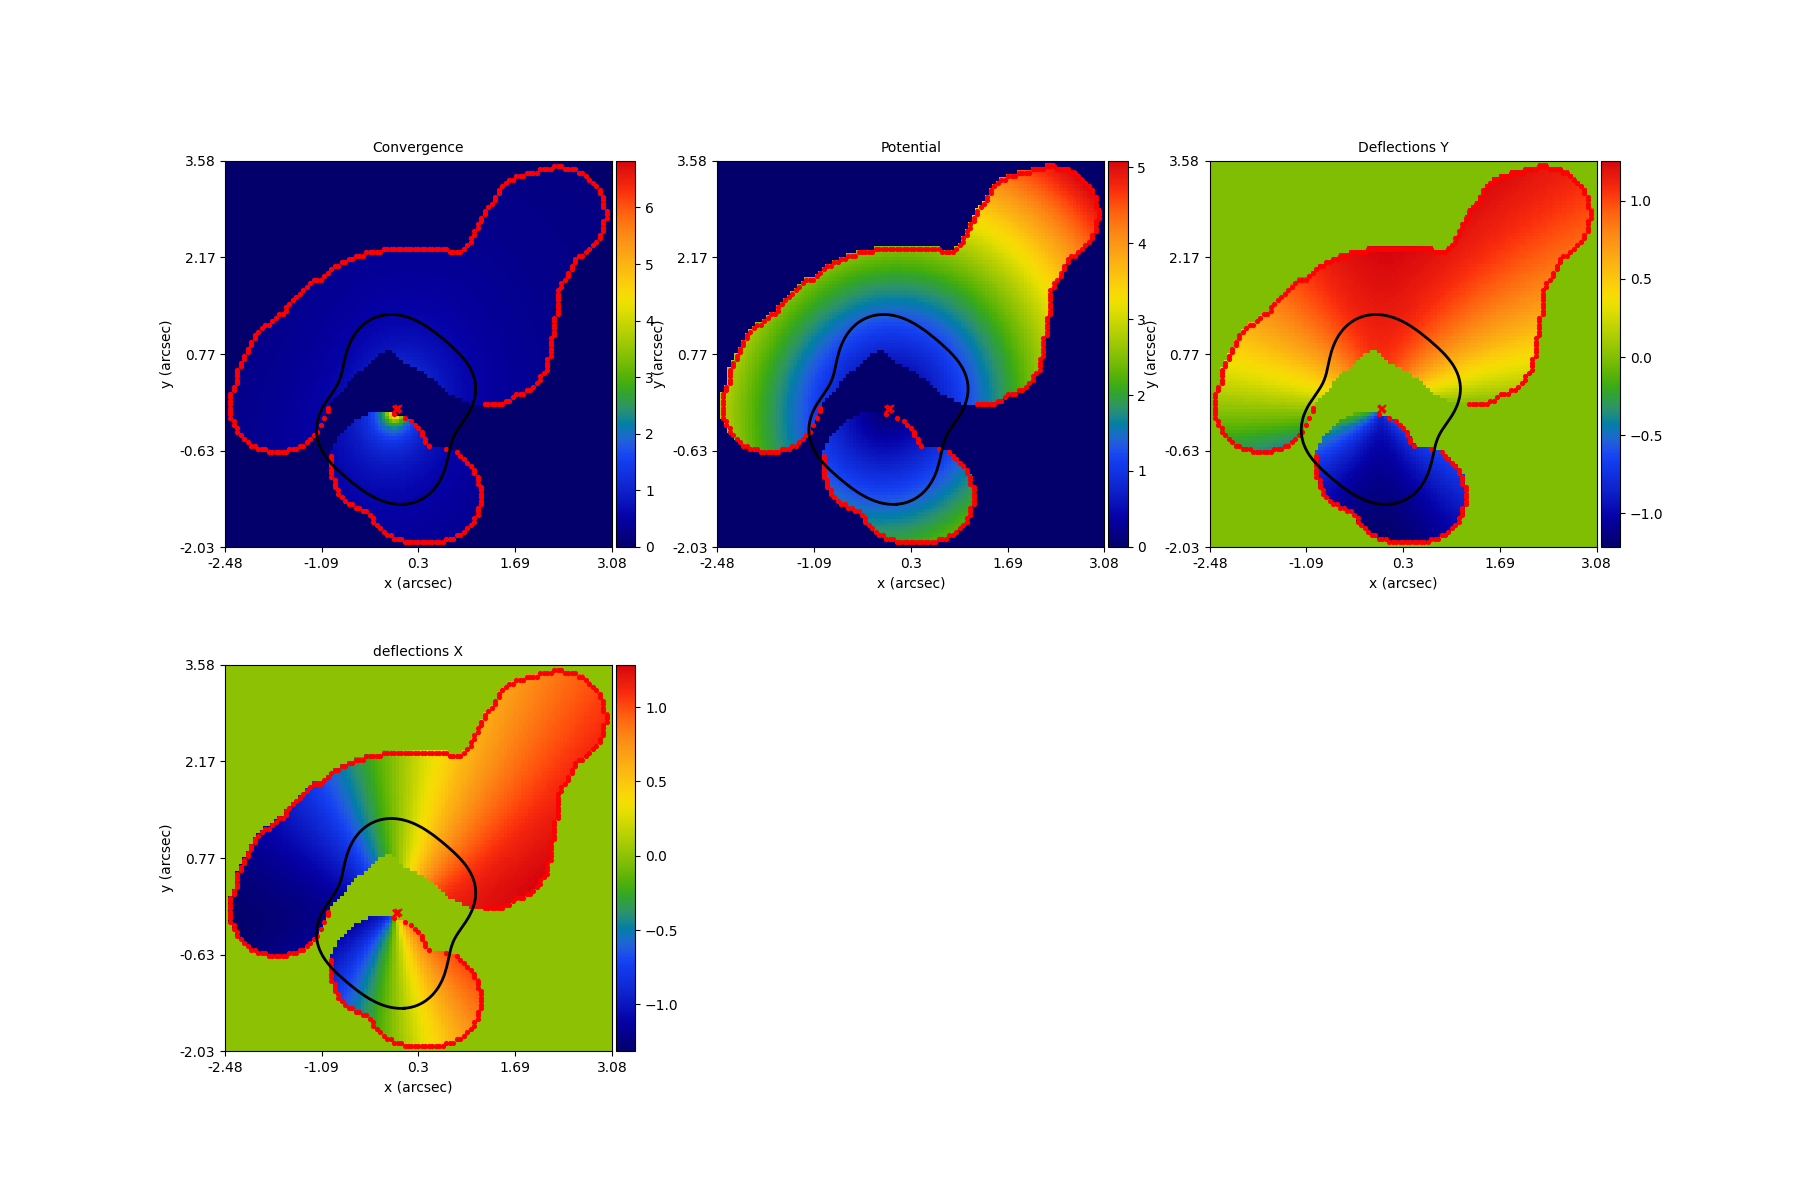 Convergence
3.58
2.17
0.77
-0.63
-2.03
y (arcsec)
-2.48 -1.09 0.3 1.69 3.08
x (arcsec)
6
5
4
3
2
1
0
Potential
3.58
2.17
0.77
-0.63
-2.03
y (arcsec)
-2.48 -1.09 0.3 1.69 3.08
x (arcsec)
5
4
3
2
1
0
Deflections Y
3.58
2.17
0.77
-0.63
-2.03
y (arcsec)
-2.48 -1.09 0.3 1.69 3.08
x (arcsec)
1.0
0.5
0.0
−0.5
−1.0
deflections X
3.58
2.17
0.77
-0.63
-2.03
y (arcsec)
-2.48 -1.09 0.3 1.69 3.08
x (arcsec)
1.0
0.5
0.0
−0.5
−1.0